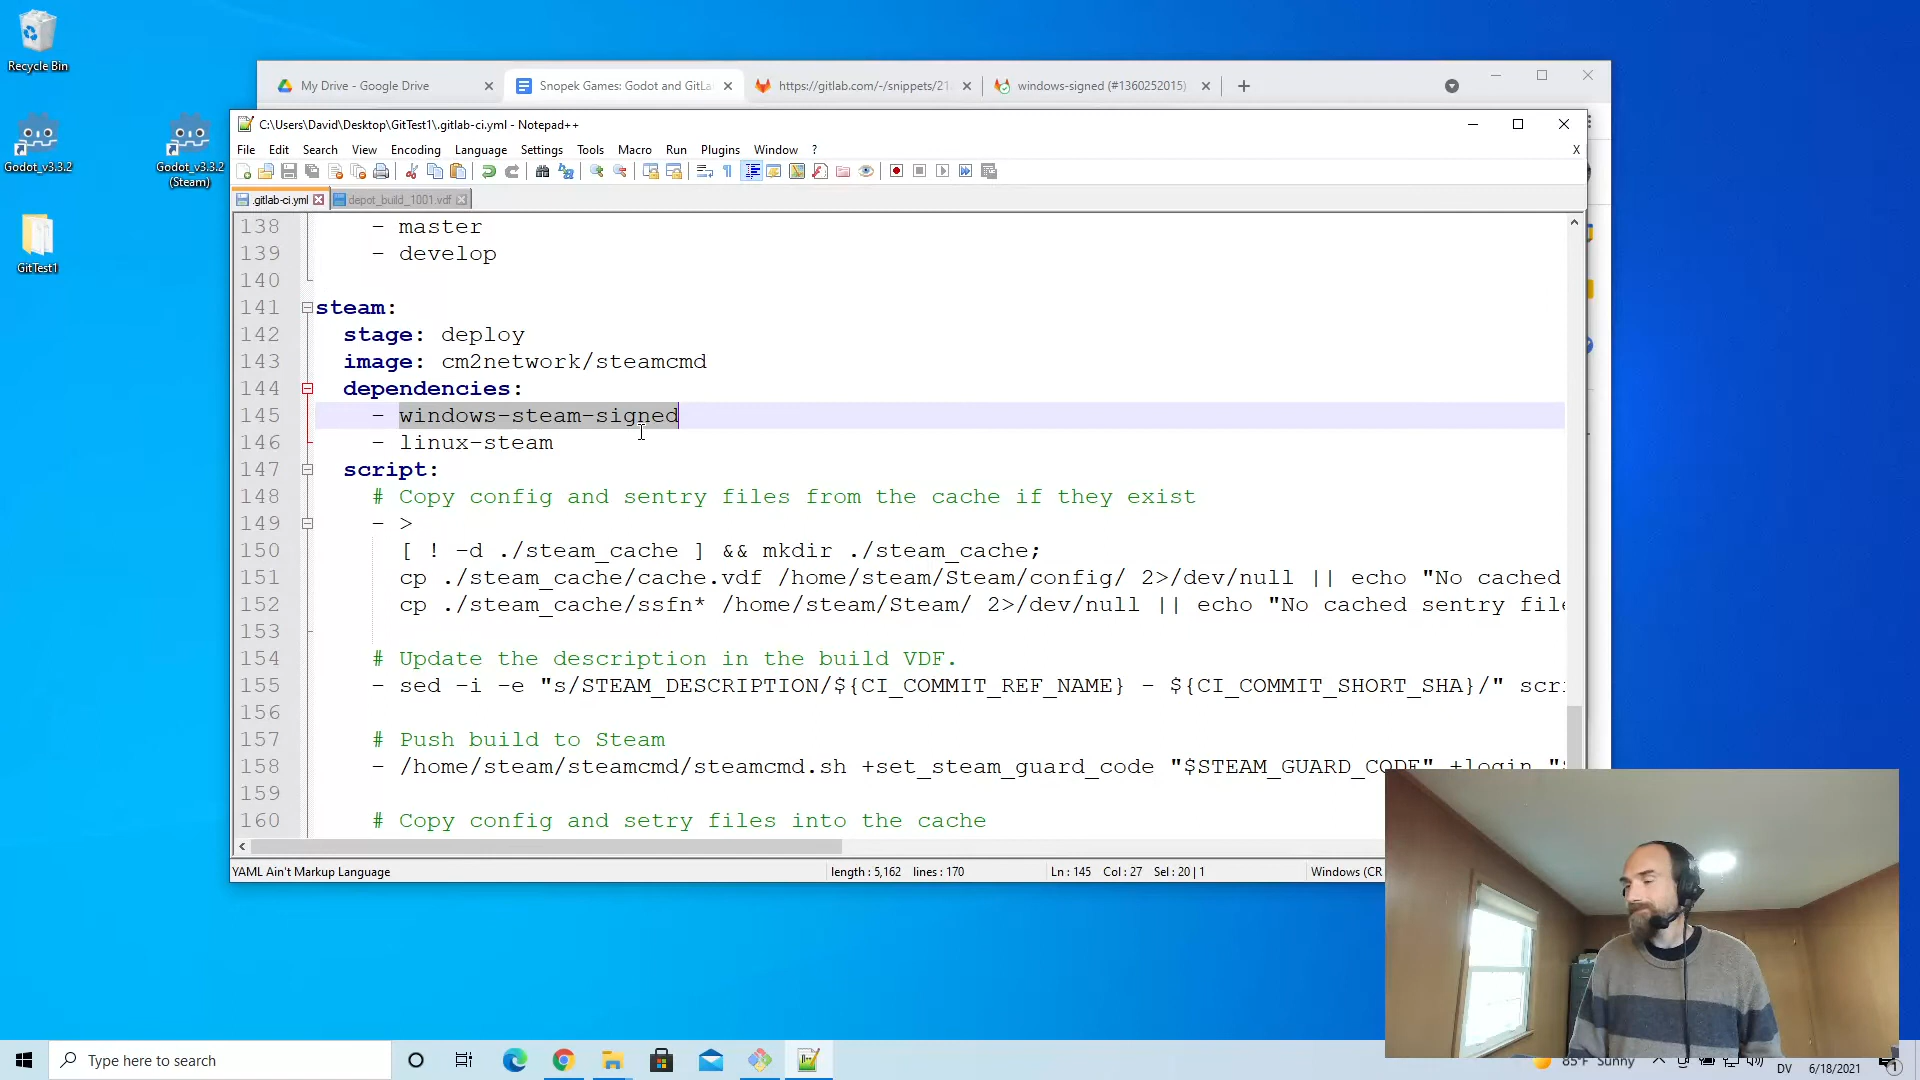 Recycle Bin
Godot_v3.3.2
Godot_v3.3.2
(Steam)
GitTest1
My Drive - Google Drive
Snopek Games: Godot and GitLa
https://gitlab.com/-/snippets/21
windows-signed (#1360252015)
C:\Users\David\Desktop\GitTest1\.gitlab-ci.yml - Notepad++
File Edit Search View Encoding Language Settings Tools Macro Run Plugins Window ? X
.gitlab-ci.yml
depot_build_1001.vdf
138 - master
139 - develop
140
141 steam:
142 stage: deploy
143 image: cm2network/steamcmd
144 dependencies:
145 - windows-steam-signed
146 - linux-steam
147 script:
148 # Copy config and sentry files from the cache if they exist
149 - >
150 [ ! -d ./steam_cache ] && mkdir ./steam_cache;
151 cp ./steam_cache/cache.vdf /home/steam/Steam/config/ 2>/dev/null || echo "No cached
152 cp ./steam_cache/ssfn* /home/steam/Steam/ 2>/dev/null || echo "No cached sentry file
153
154 # Update the description in the build VDF.
155 - sed -i -e "s/STEAM_DESCRIPTION/${CI_COMMIT_REF_NAME} - ${CI_COMMIT_SHORT_SHA}/" scri
156
157 # Push build to Steam
158 - /home/steam/steamcmd/steamcmd.sh +set_steam_guard_code "$STEAM_GUARD_CODE" +login "$
159
160 # Copy config and setry files into the cache
YAML Ain't Markup Language
length : 5,162 lines : 170
Ln : 145 Col : 27 Sel : 20 | 1
Windows (CR
Type here to search
85°F Sunny
DV
6/18/2021
1